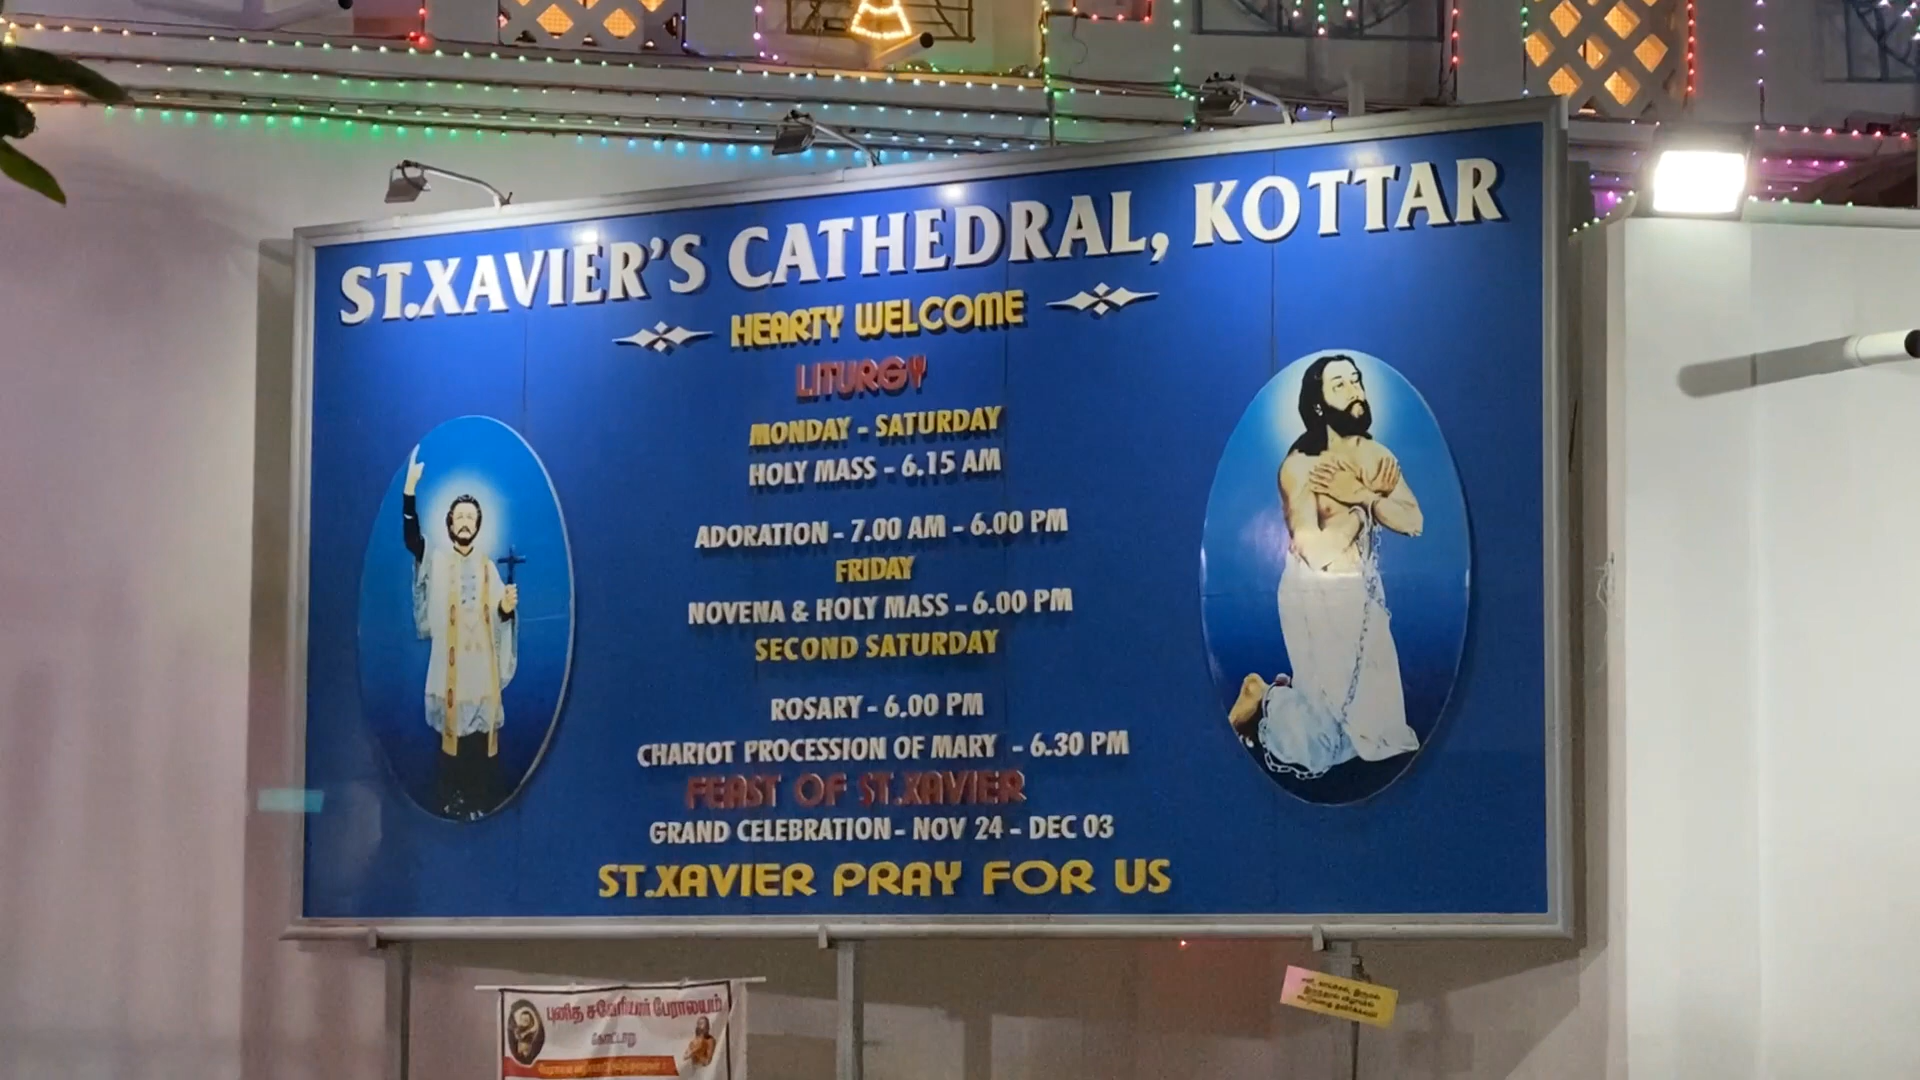 ST.XAVIER'S CATHEDRAL, KOTTAR
HEARTY WELCOME
LITURGY
MONDAY - SATURDAY
HOLY MASS - 6.15 AM
ADORATION - 7.00 AM - 6.00 PM
FRIDAY
NOVENA & HOLY MASS - 6.00 PM
SECOND SATURDAY
ROSARY - 6.00 PM
CHARIOT PROCESSION OF MARY - 6.30 PM
FEAST OF ST.XAVIER
GRAND CELEBRATION - NOV 24 - DEC 03
ST.XAVIER PRAY FOR US
புனித சவேரியார் பேராலயம்
கோட்டாறு